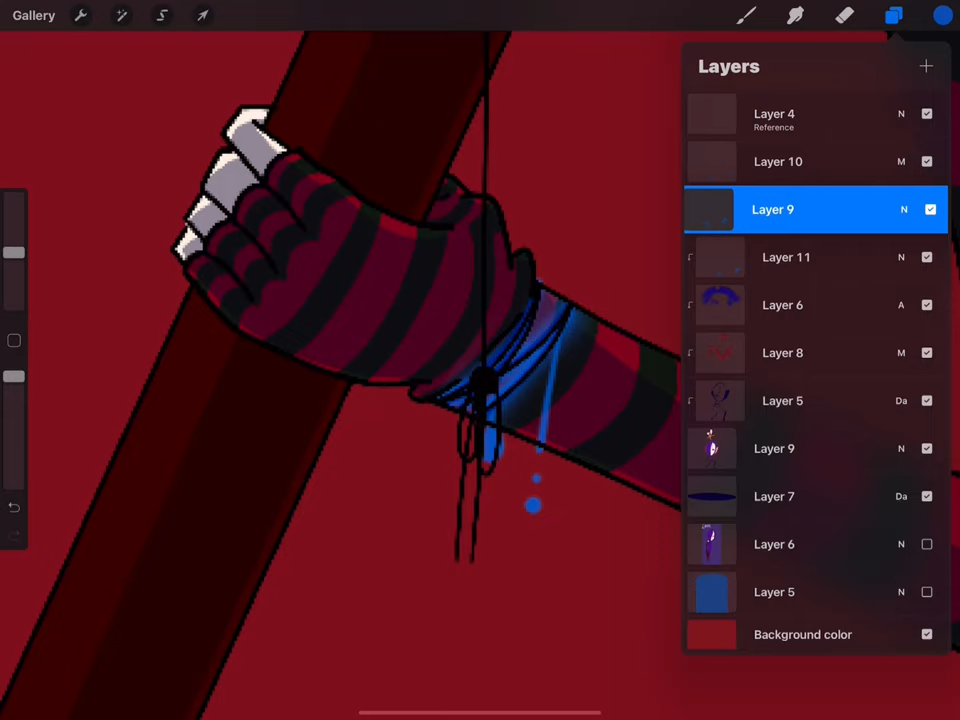 Gallery
Layers
Layer 4
N
Reference
Layer 10
M
Layer 9
N
Layer 11
N
Layer 6
A
Layer 8
M
Layer 5
Da
Layer 9
N
Layer 7
Da
Layer 6
N
Layer 5
N
Background color